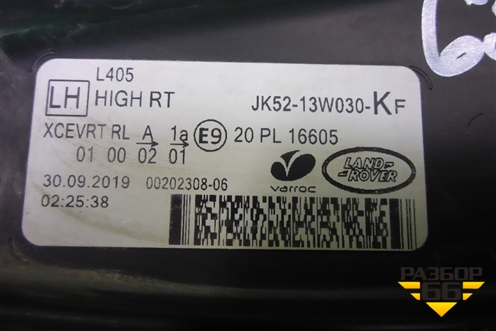 L405
LH HIGH RT JK52-13W030-KF
XCEVRT RL A 1a E9 20 PL 16605
01 00 02 01
30.09.2019 00202308-06
varroc
LAND-
ROVER
02:25:38
РАЗБОР
66